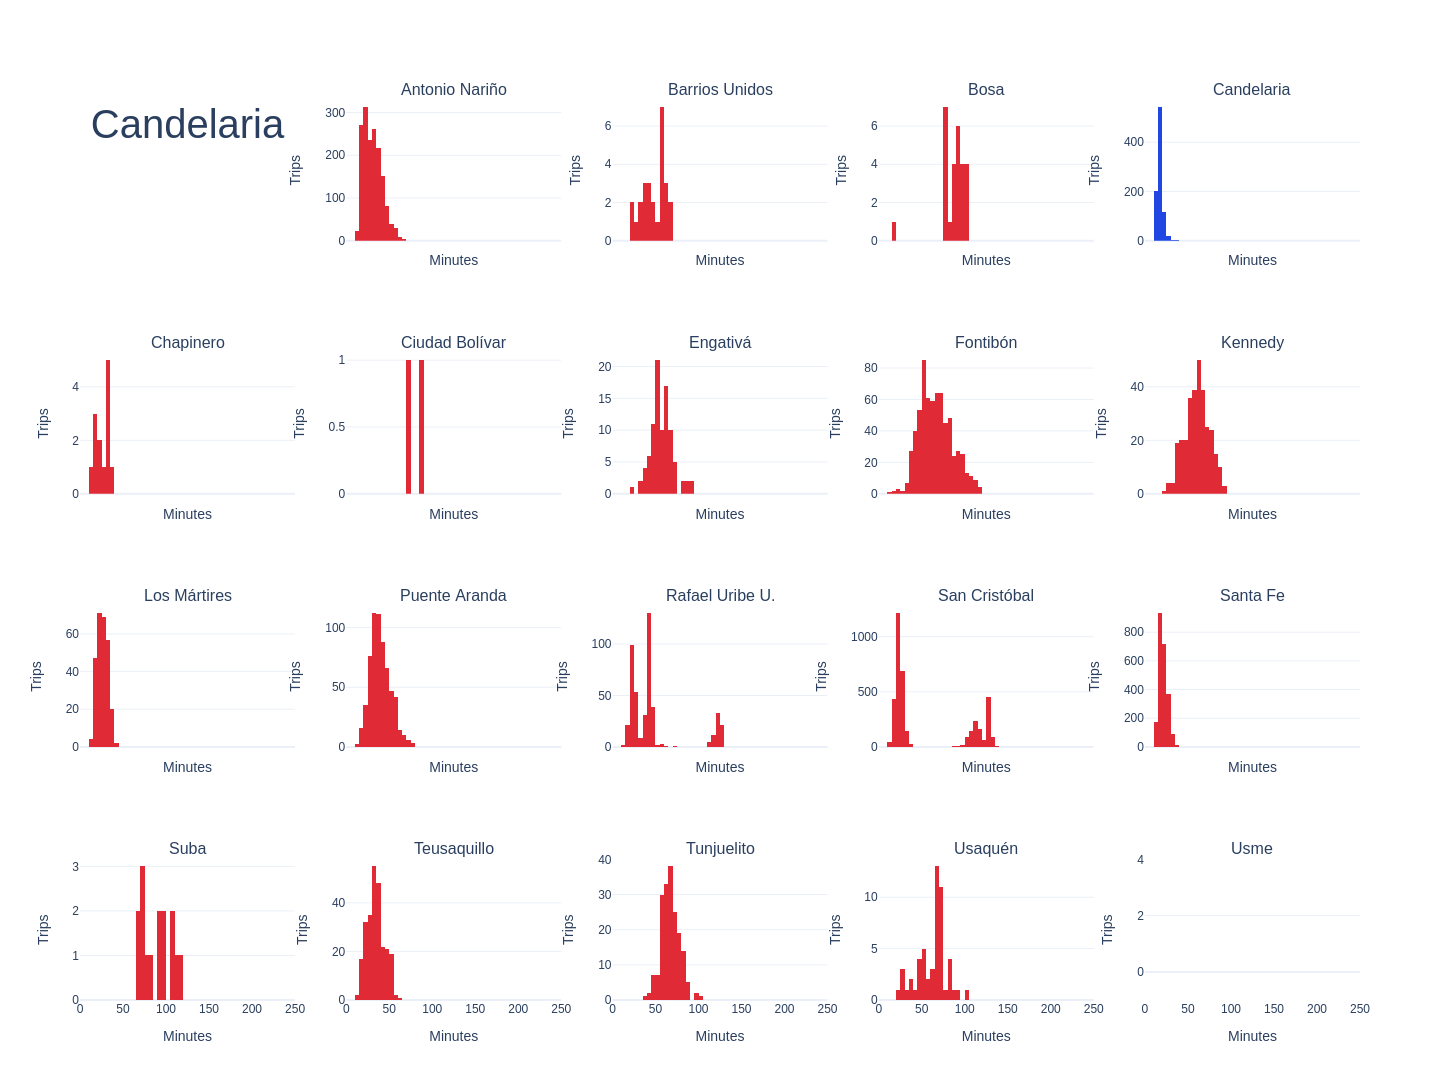 Candelaria
Antonio Nariño
300
200
100
0
Trips
Minutes
Barrios Unidos
6
4
2
0
Trips
Minutes
Bosa
6
4
2
0
Trips
Minutes
Candelaria
400
200
0
Trips
Minutes
Chapinero
4
2
0
Trips
Minutes
Ciudad Bolívar
1
0.5
0
Trips
Minutes
Engativá
20
15
10
5
0
Trips
Minutes
Fontibón
80
60
40
20
0
Trips
Minutes
Kennedy
40
20
0
Trips
Minutes
Los Mártires
60
40
20
0
Trips
Minutes
Puente Aranda
100
50
0
Trips
Minutes
Rafael Uribe U.
100
50
0
Trips
Minutes
San Cristóbal
1000
500
0
Trips
Minutes
Santa Fe
800
600
400
200
0
Trips
Minutes
Suba
3
2
1
0
Trips
0 50 100 150 200 250
Minutes
Teusaquillo
40
20
0
Trips
0 50 100 150 200 250
Minutes
Tunjuelito
40
30
20
10
0
Trips
0 50 100 150 200 250
Minutes
Usaquén
10
5
0
Trips
0 50 100 150 200 250
Minutes
Usme
4
2
0
Trips
0 50 100 150 200 250
Minutes